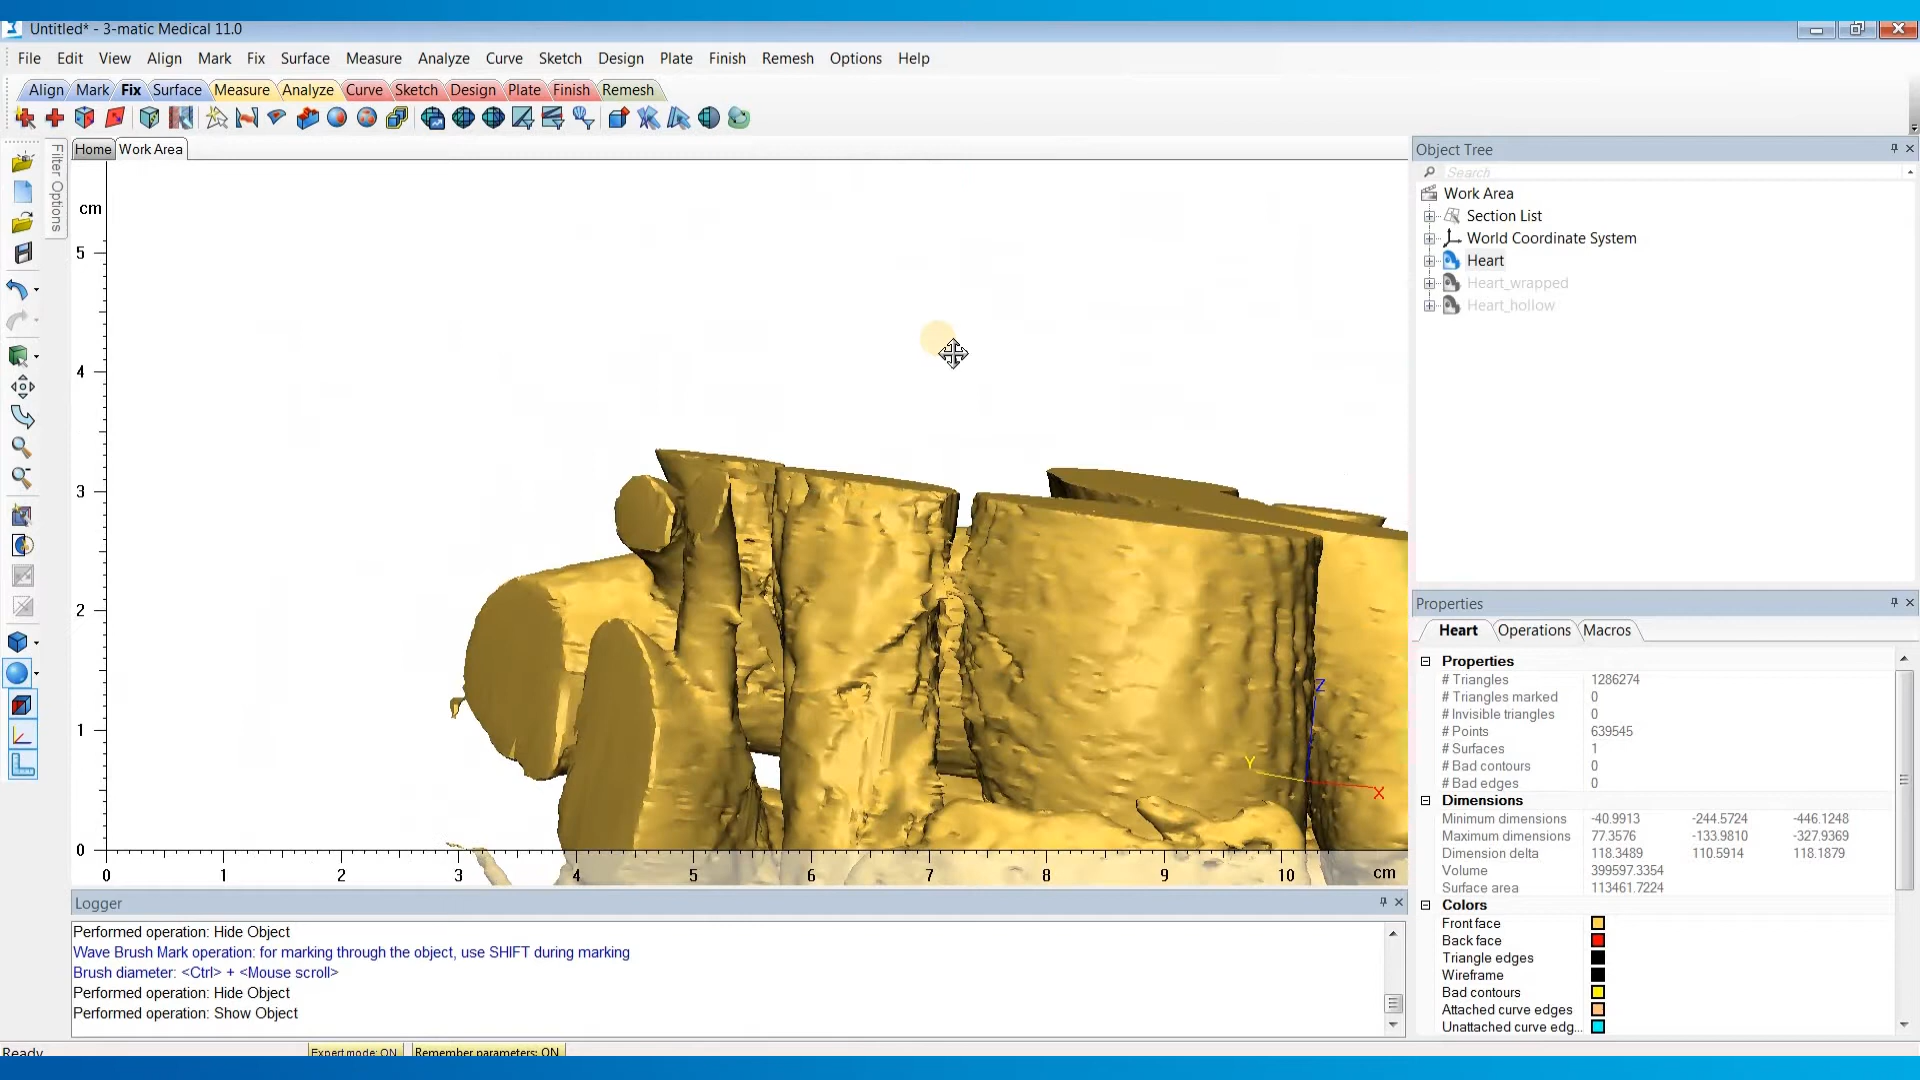 Untitled* - 3-matic Medical 11.0
File Edit View Align Mark Fix Surface Measure Analyze Curve Sketch Design Plate Finish Remesh Options Help
Align Mark Fix Surface Measure Analyze Curve Sketch Design Plate Finish Remesh
Filter Options
Home Work Area
cm
5
4
3
2
1
0
0 1 2 3 4 5 6 7 8 9 10 cm
Z
Y
X
Object Tree
Search
Work Area
Section List
World Coordinate System
Heart
Heart_wrapped
Heart_hollow
Properties
Heart Operations Macros
Properties
# Triangles 1286274
# Triangles marked 0
# Invisible triangles 0
# Points 639545
# Surfaces 1
# Bad contours 0
# Bad edges 0
Dimensions
Minimum dimensions -40.9913 -244.5724 -446.1248
Maximum dimensions 77.3576 -133.9810 -327.9369
Dimension delta 118.3489 110.5914 118.1879
Volume 399597.3354
Surface area 113461.7224
Colors
Front face
Back face
Triangle edges
Wireframe
Bad contours
Attached curve edges
Unattached curve edg...
Logger
Performed operation: Hide Object
Wave Brush Mark operation: for marking through the object, use SHIFT during marking
Brush diameter: <Ctrl> + <Mouse scroll>
Performed operation: Hide Object
Performed operation: Show Object
Ready
Expert mode: ON
Remember parameters: ON